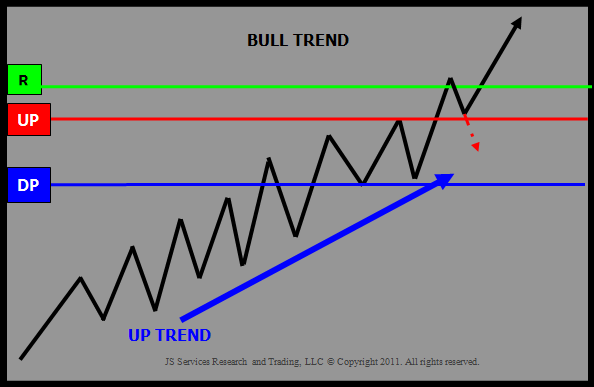 BULL TREND
R
UP
DP
UP TREND
JS Services Research and Trading, LLC © Copyright 2011. All rights reserved.